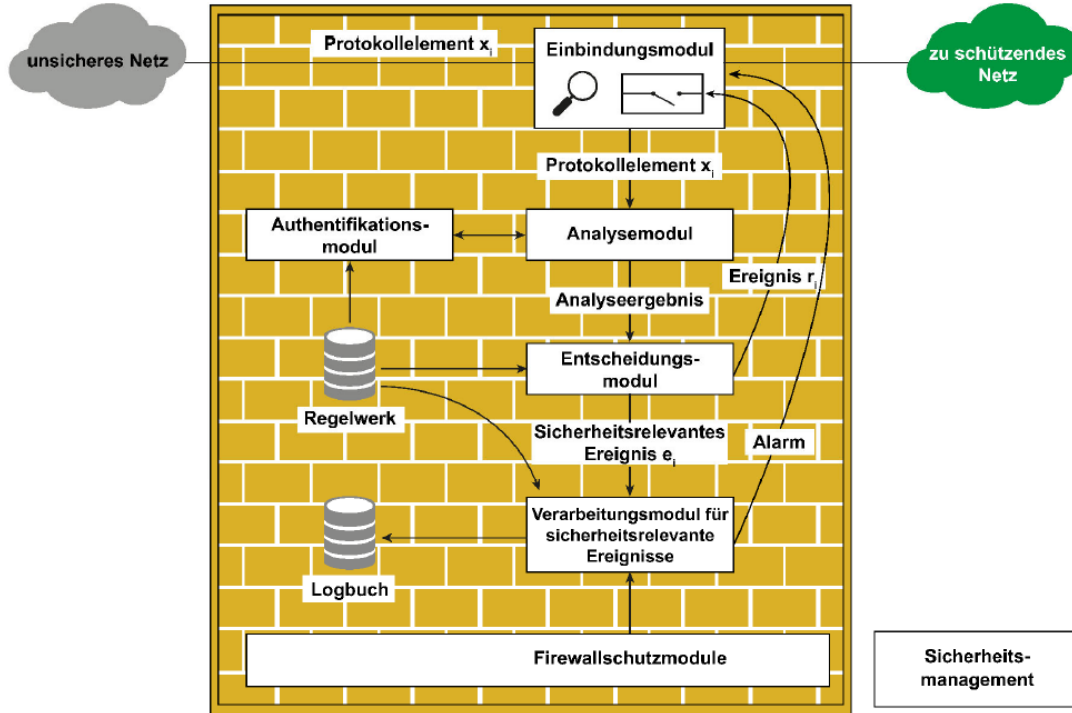 unsicheres Netz
Protokollelement xi
Einbindungsmodul
zu schützendes
Netz
Protokollelement xi
Authentifikations-
modul
Analysemodul
Ereignis ri
Analyseergebnis
Entscheidungs-
modul
Regelwerk
Sicherheitsrelevantes
Ereignis ei
Alarm
Verarbeitungsmodul für
sicherheitsrelevante
Ereignisse
Logbuch
Firewallschutzmodule
Sicherheits-
management